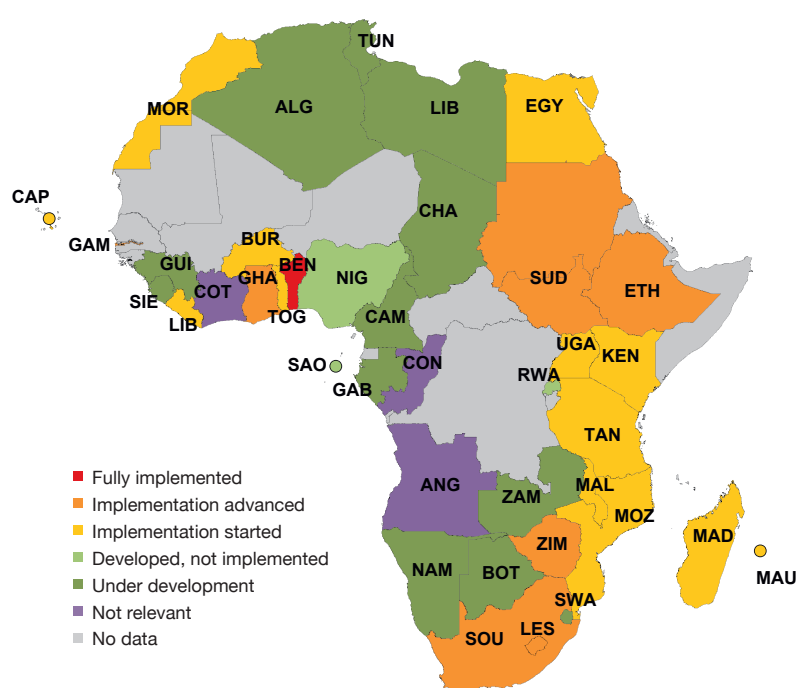 TUN
MOR
ALG
LIB
EGY
CAP
CHA
GAM
BUR
GUI
BEN
NIG
SUD
ETH
SIE
COT
GHA
LIB
TOG
CAM
SAO
CON
UGA
KEN
GAB
RWA
TAN
ANG
ZAM
MAL
MOZ
MAD
MAU
ZIM
NAM
BOT
SWA
SOU
LES
Fully implemented
Implementation advanced
Implementation started
Developed, not implemented
Under development
Not relevant
No data